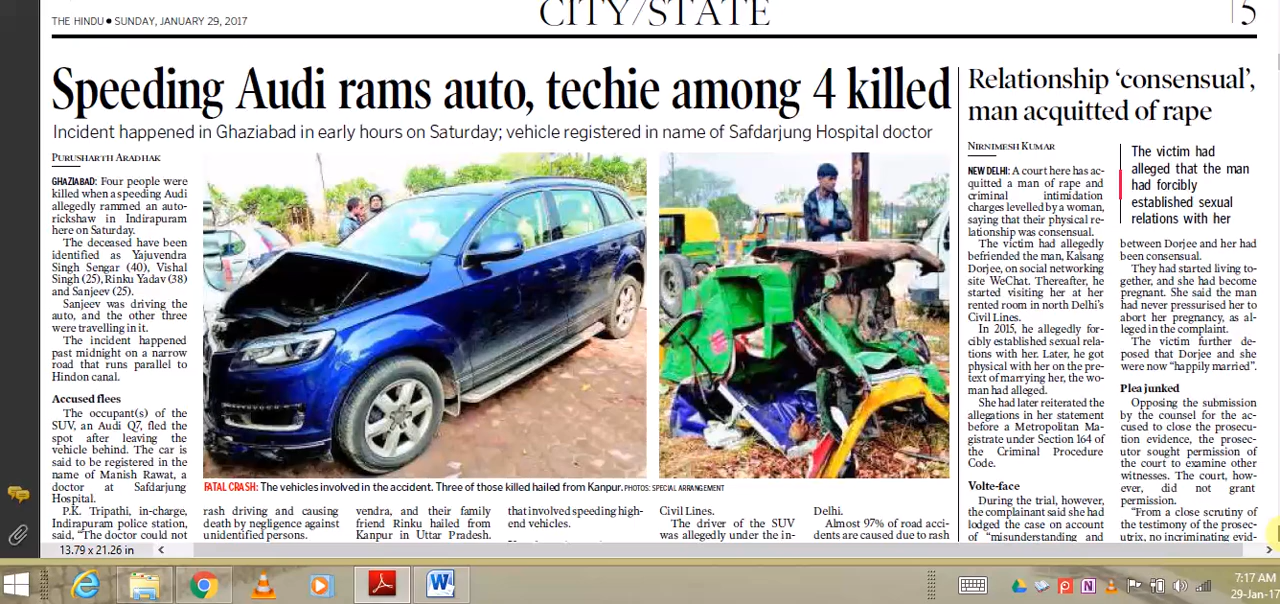 THE HINDU ● SUNDAY, JANUARY 29, 2017
CITY/STATE
5
Speeding Audi rams auto, techie among 4 killed
Incident happened in Ghaziabad in early hours on Saturday; vehicle registered in name of Safdarjung Hospital doctor
PURUSHARTH ARADHAK
GHAZIABAD: Four people were
killed when a speeding Audi
allegedly rammed an auto-
rickshaw in Indirapuram
here on Saturday.
The deceased have been
identified as Yajuvendra
Singh Sengar (40), Vishal
Singh (25), Rinku Yadav (38)
and Sanjeev (25).
Sanjeev was driving the
auto, and the other three
were travelling in it.
The incident happened
past midnight on a narrow
road that runs parallel to
Hindon canal.
Accused flees
The occupant(s) of the
SUV, an Audi Q7, fled the
spot after leaving the
vehicle behind. The car is
said to be registered in the
name of Manish Rawat, a
doctor at Safdarjung
Hospital.
P.K. Tripathi, in-charge,
Indirapuram police station,
said, “The doctor could not
FATAL CRASH: The vehicles involved in the accident. Three of those killed hailed from Kanpur. PHOTOS: SPECIAL ARRANGEMENT
rash driving and causing
death by negligence against
unidentified persons.
vendra, and their family
friend Rinku hailed from
Kanpur in Uttar Pradesh.
that involved speeding high-
end vehicles.
Civil Lines.
The driver of the SUV
was allegedly under the in-
Delhi.
Almost 97% of road acci-
dents are caused due to rash
Relationship ‘consensual’,
man acquitted of rape
NIRNIMESH KUMAR
NEW DELHI: A court here has ac-
quitted a man of rape and
criminal intimidation
charges levelled by a woman,
saying that their physical re-
lationship was consensual.
The victim had allegedly
befriended the man, Kalsang
Dorjee, on social networking
site WeChat. Thereafter, he
started visiting her at her
rented room in north Delhi’s
Civil Lines.
In 2015, he allegedly for-
cibly established sexual rela-
tions with her. Later, he got
physical with her on the pre-
text of marrying her, the wo-
man had alleged.
She had later reiterated the
allegations in her statement
before a Metropolitan Ma-
gistrate under Section 164 of
the Criminal Procedure
Code.
Volte-face
During the trial, however,
the complainant said she had
lodged the case on account
of “misunderstanding and
The victim had
alleged that the man
had forcibly
established sexual
relations with her
between Dorjee and her had
been consensual.
They had started living to-
gether, and she had become
pregnant. She said the man
had never pressurised her to
abort her pregnancy, as al-
leged in the complaint.
The victim further de-
posed that Dorjee and she
were now “happily married”.
Plea junked
Opposing the submission
by the counsel for the ac-
cused to close the prosecu-
tion evidence, the prosec-
utor sought permission of
the court to examine other
witnesses. The court, how-
ever, did not grant
permission.
“From a close scrutiny of
the testimony of the prosec-
utrix, no incriminating evid-
13.79 x 21.26 in
7:17 AM
29-Jan-17